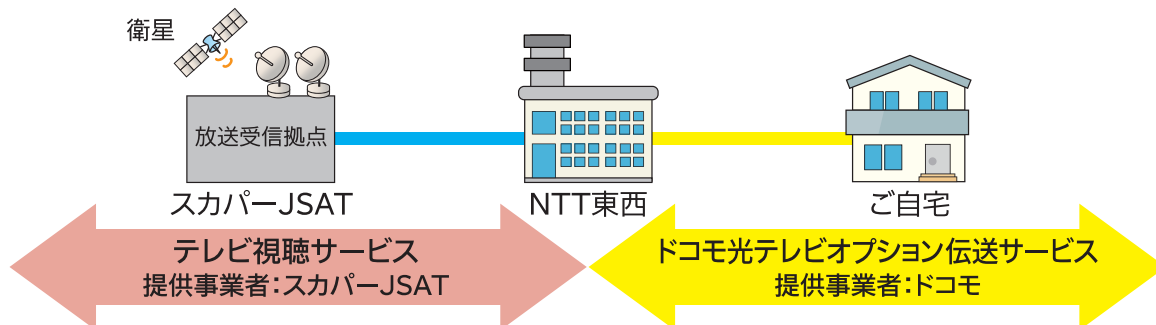 衛星
放送受信拠点
スカパーJSAT
NTT東西
ご自宅
テレビ視聴サービス
提供事業者:スカパーJSAT
ドコモ光テレビオプション伝送サービス
提供事業者:ドコモ